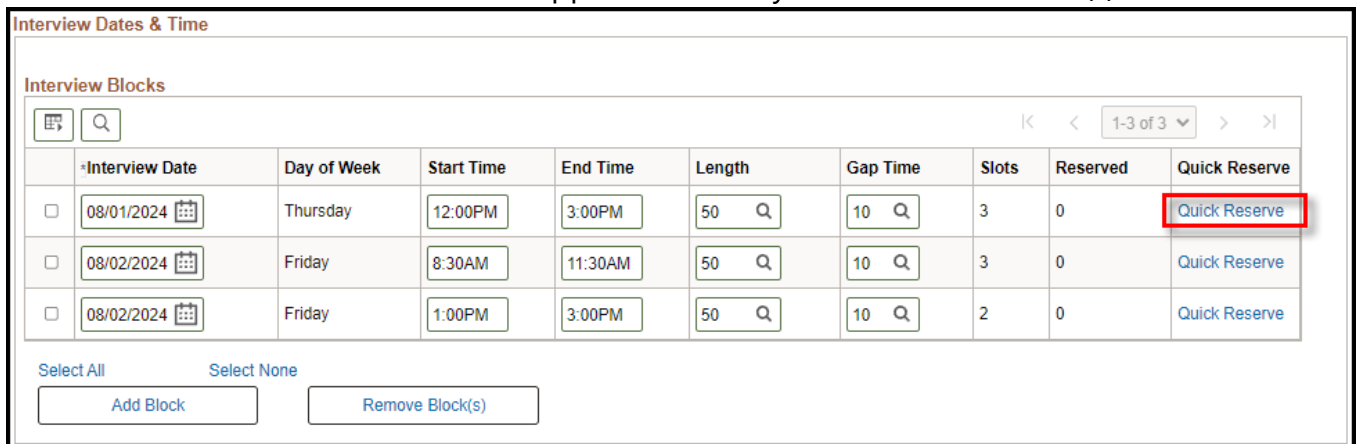 Interview Dates & Time
Interview Blocks
1-3 of 3
*Interview Date Day of Week Start Time End Time Length Gap Time Slots Reserved Quick Reserve
08/01/2024 Thursday 12:00PM 3:00PM 50 10 3 0 Quick Reserve
08/02/2024 Friday 8:30AM 11:30AM 50 10 3 0 Quick Reserve
08/02/2024 Friday 1:00PM 3:00PM 50 10 2 0 Quick Reserve
Select All Select None
Add Block Remove Block(s)